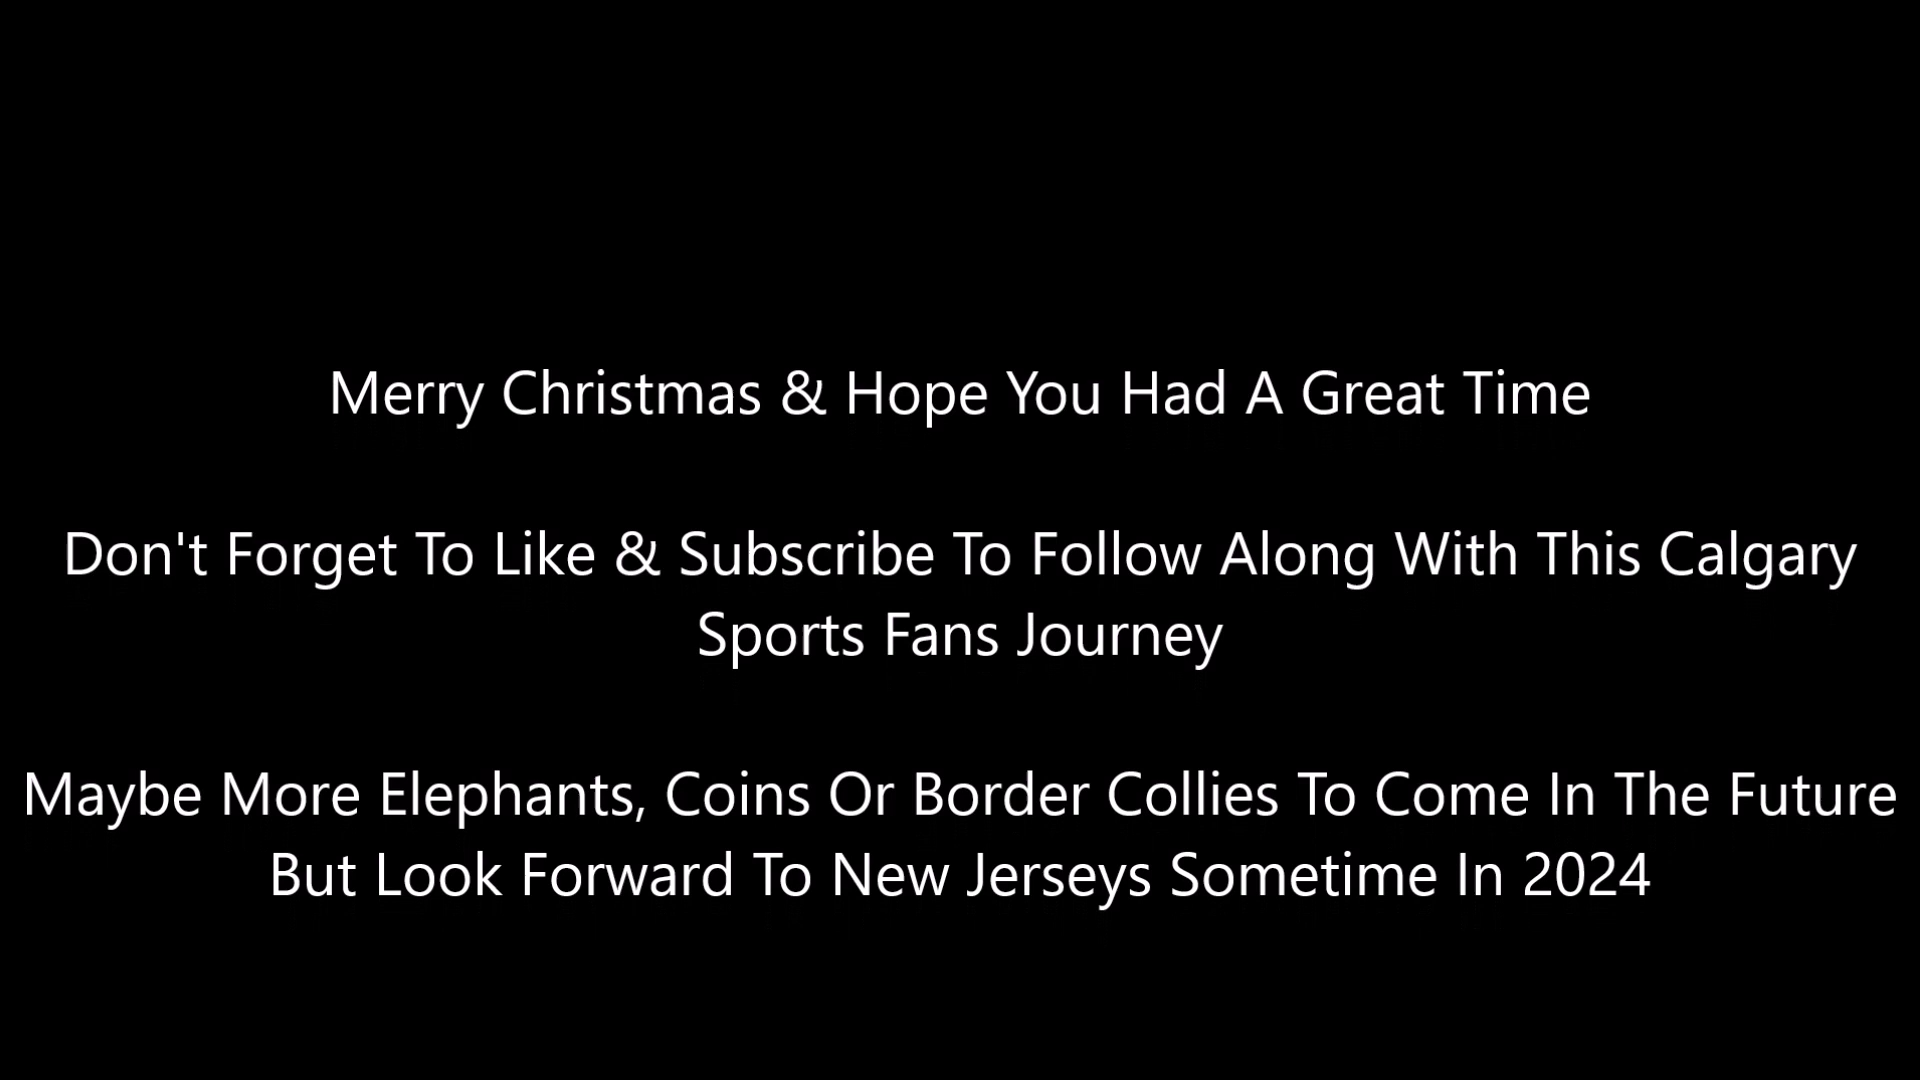 Merry Christmas & Hope You Had A Great Time
Don't Forget To Like & Subscribe To Follow Along With This Calgary
Sports Fans Journey
Maybe More Elephants, Coins Or Border Collies To Come In The Future
But Look Forward To New Jerseys Sometime In 2024